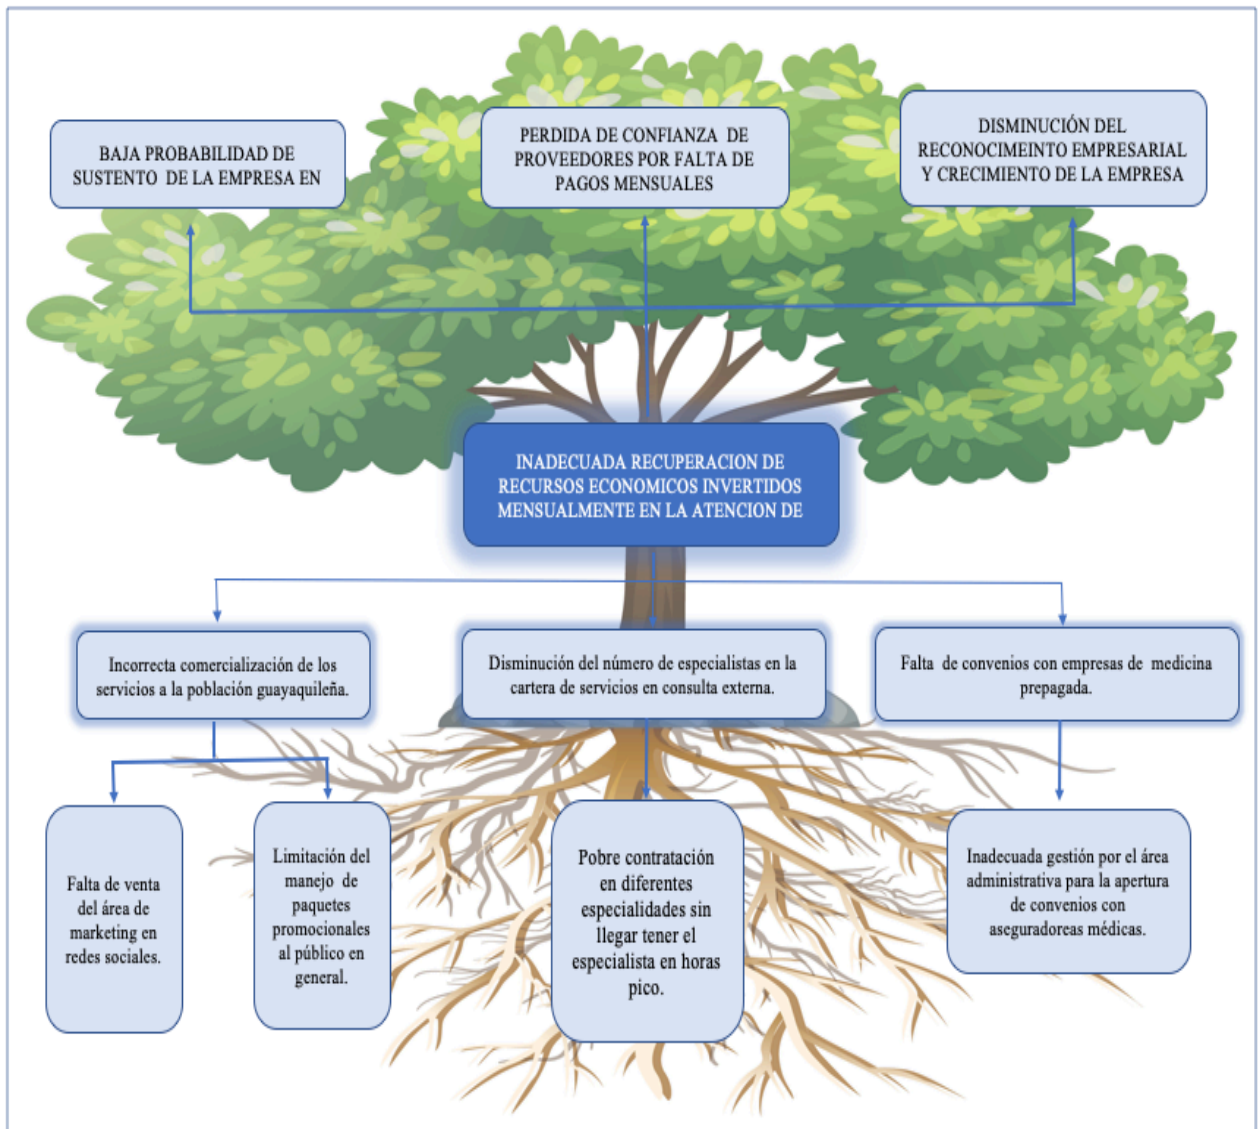 BAJA PROBABILIDAD DE
SUSTENTO DE LA EMPRESA EN
PERDIDA DE CONFIANZA DE
PROVEEDORES POR FALTA DE
PAGOS MENSUALES
DISMINUCIÓN DEL
RECONOCIMEINTO EMPRESARIAL
Y CRECIMIENTO DE LA EMPRESA
INADECUADA RECUPERACION DE
RECURSOS ECONOMICOS INVERTIDOS
MENSUALMENTE EN LA ATENCION DE
Incorrecta comercialización de los
servicios a la población guayaquileña.
Disminución del número de especialistas en la
cartera de servicios en consulta externa.
Falta de convenios con empresas de medicina
prepagada.
Falta de venta
del área de
marketing en
redes sociales.
Limitación del
manejo de
paquetes
promocionales
al público en
general.
Pobre contratación
en diferentes
especialidades sin
llegar tener el
especialista en horas
pico.
Inadecuada gestión por el área
administrativa para la apertura
de convenios con
aseguradoreas médicas.